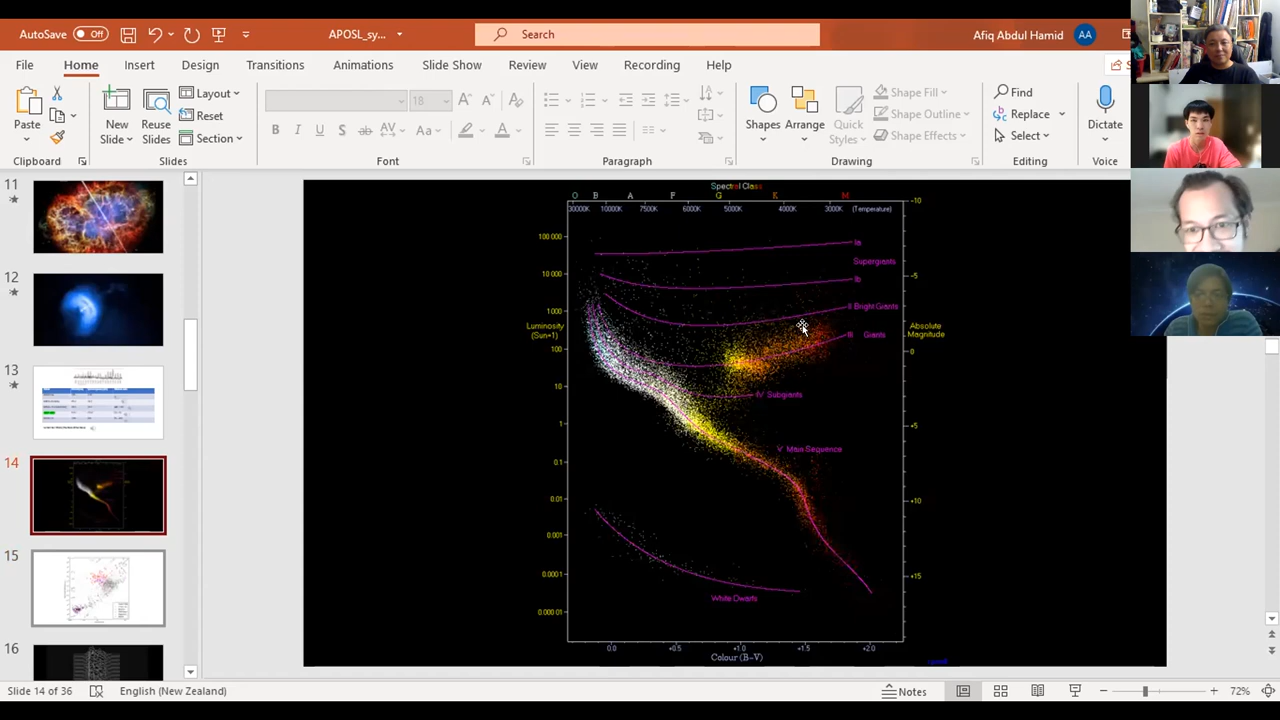 AutoSave Off APOSL_sy... Search Afiq Abdul Hamid AA
File Home Insert Design Transitions Animations Slide Show Review View Recording Help
Paste
New Slides
Reuse Slides
Layout
Reset
Section
18
B S ab AV Aa A A
Shapes
Arrange
Quick Styles
Shape Fill
Shape Outline
Shape Effects
Find
Replace
Select
Dictate
Clipboard Slides Font Paragraph Drawing Editing Voice
11
12
13
14
15
16
Spectral Class
O B A F G K M
30000K 10000K 7500K 6000K 5000K 4000K 3000K (Temperature)
-10
100 000
Ia
Supergiants
10 000
Ib
-5
1000
II Bright Giants
Luminosity
(Sun=1)
III Giants
Absolute
Magnitude
100
0
10
IV Subgiants
1
+5
V Main Sequence
0.1
0.01
+10
0.001
0.0001
+15
White Dwarfs
0.000 01
0.0 +0.5 +1.0 +1.5 +2.0
Colour (B-V)
Slide 14 of 36 English (New Zealand) Notes 72%